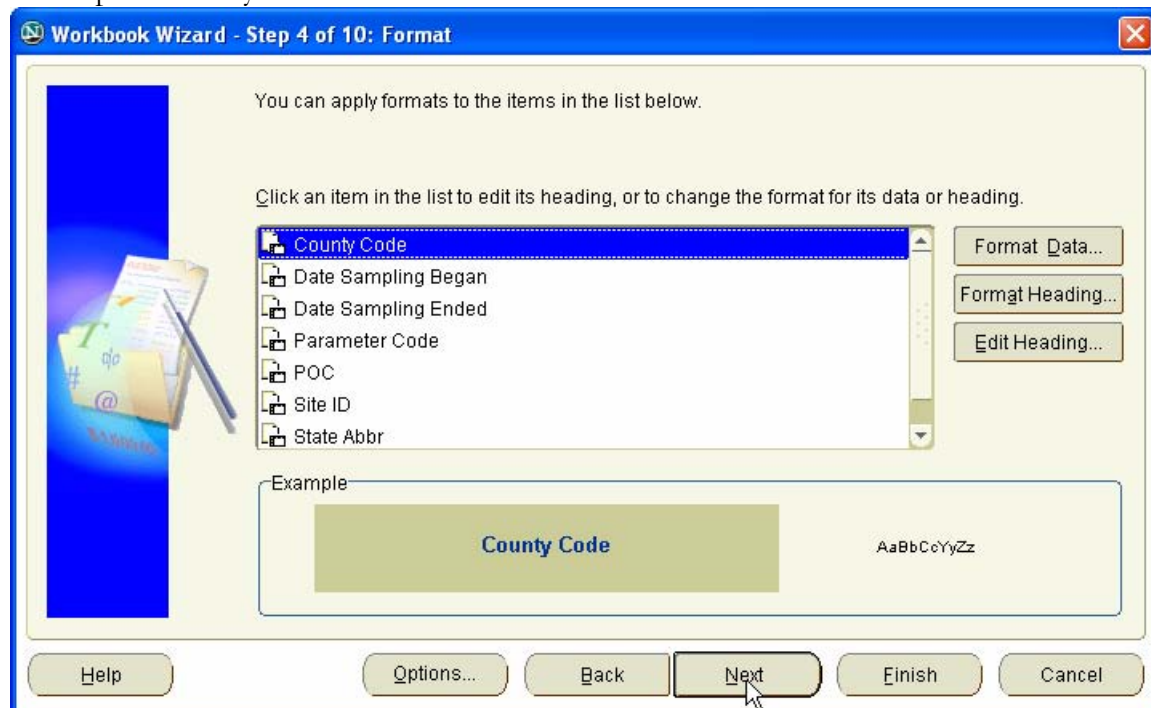 Workbook Wizard - Step 4 of 10: Format
You can apply formats to the items in the list below.
Click an item in the list to edit its heading, or to change the format for its data or heading.
County Code
Date Sampling Began
Date Sampling Ended
Parameter Code
POC
Site ID
State Abbr
Format Data...
Format Heading...
Edit Heading...
Example
County Code
AaBbCcYyZz
Help
Options...
Back
Next
Finish
Cancel